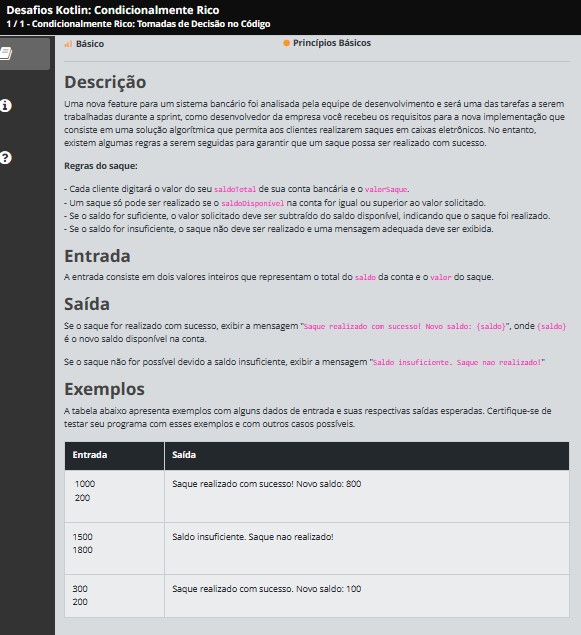 Desafios Kotlin: Condicionalmente Rico
1 / 1 - Condicionalmente Rico: Tomadas de Decisão no Código
Básico
Princípios Básicos
Descrição
Uma nova feature para um sistema bancário foi analisada pela equipe de desenvolvimento e será uma das tarefas a serem
trabalhadas durante a sprint, como desenvolvedor da empresa você recebeu os requisitos para a nova implementação que
consiste em uma solução algorítmica que permita aos clientes realizarem saques em caixas eletrônicos. No entanto,
existem algumas regras a serem seguidas para garantir que um saque possa ser realizado com sucesso.
Regras do saque:
- Cada cliente digitará o valor do seu saldoTotal de sua conta bancária e o valorSaque.
- Um saque só pode ser realizado se o saldoDisponível na conta for igual ou superior ao valor solicitado.
- Se o saldo for suficiente, o valor solicitado deve ser subtraído do saldo disponível, indicando que o saque foi realizado.
- Se o saldo for insuficiente, o saque não deve ser realizado e uma mensagem adequada deve ser exibida.
Entrada
A entrada consiste em dois valores inteiros que representam o total do saldo da conta e o valor do saque.
Saída
Se o saque for realizado com sucesso, exibir a mensagem "Saque realizado com sucesso! Novo saldo: {saldo}", onde {saldo}
é o novo saldo disponível na conta.
Se o saque não for possível devido a saldo insuficiente, exibir a mensagem "Saldo insuficiente. Saque nao realizado!"
Exemplos
A tabela abaixo apresenta exemplos com alguns dados de entrada e suas respectivas saídas esperadas. Certifique-se de
testar seu programa com esses exemplos e com outros casos possíveis.
Entrada
Saída
1000
200
Saque realizado com sucesso! Novo saldo: 800
1500
1800
Saldo insuficiente. Saque nao realizado!
300
200
Saque realizado com sucesso. Novo saldo: 100